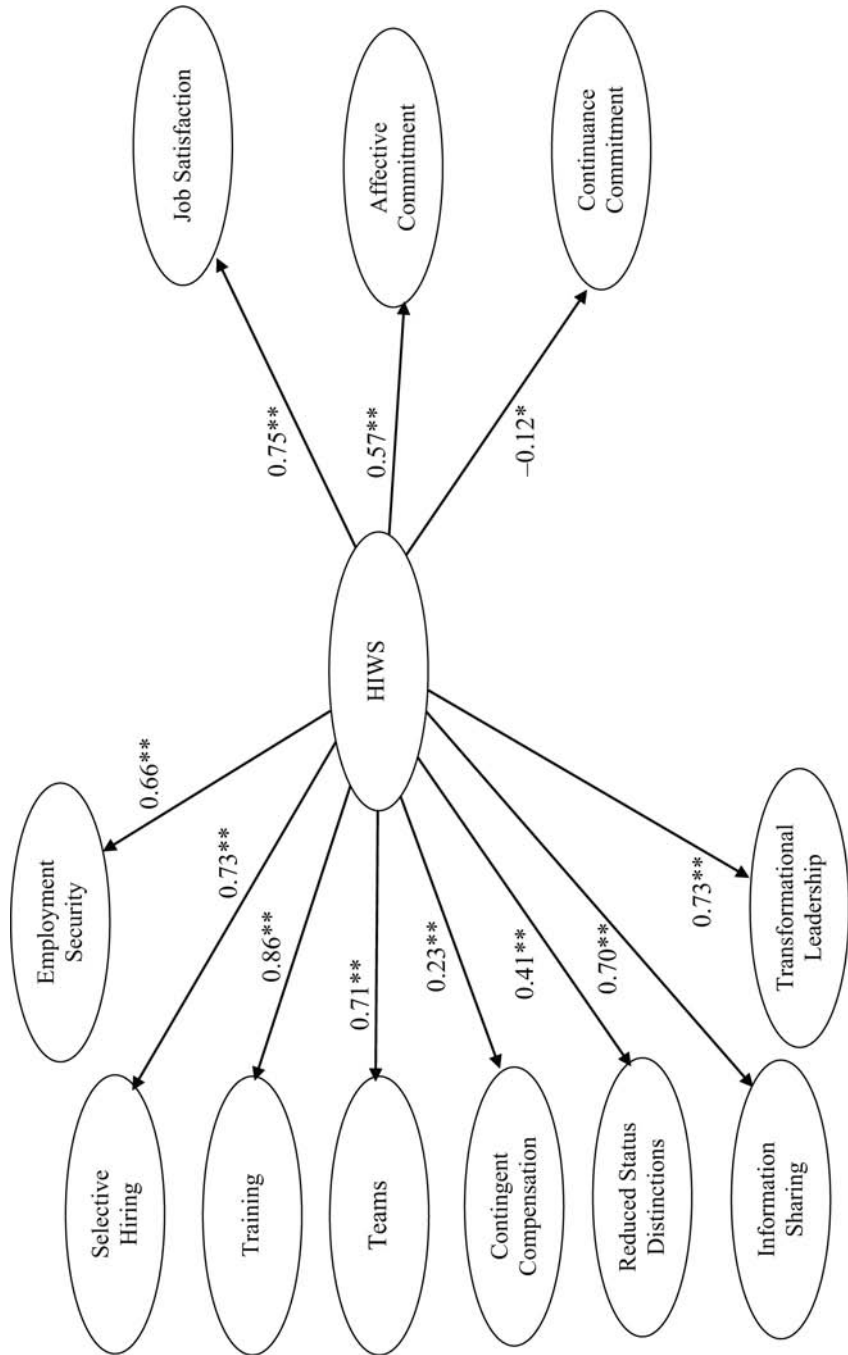 Employment
Security
Selective
Hiring
Training
Teams
Contingent
Compensation
Reduced Status
Distinctions
Information
Sharing
Transformational
Leadership
0.66**
0.73**
0.86**
0.71**
0.23**
0.41**
0.70**
0.73**
HIWS
0.75**
0.57**
–0.12*
Job Satisfaction
Affective
Commitment
Continuance
Commitment